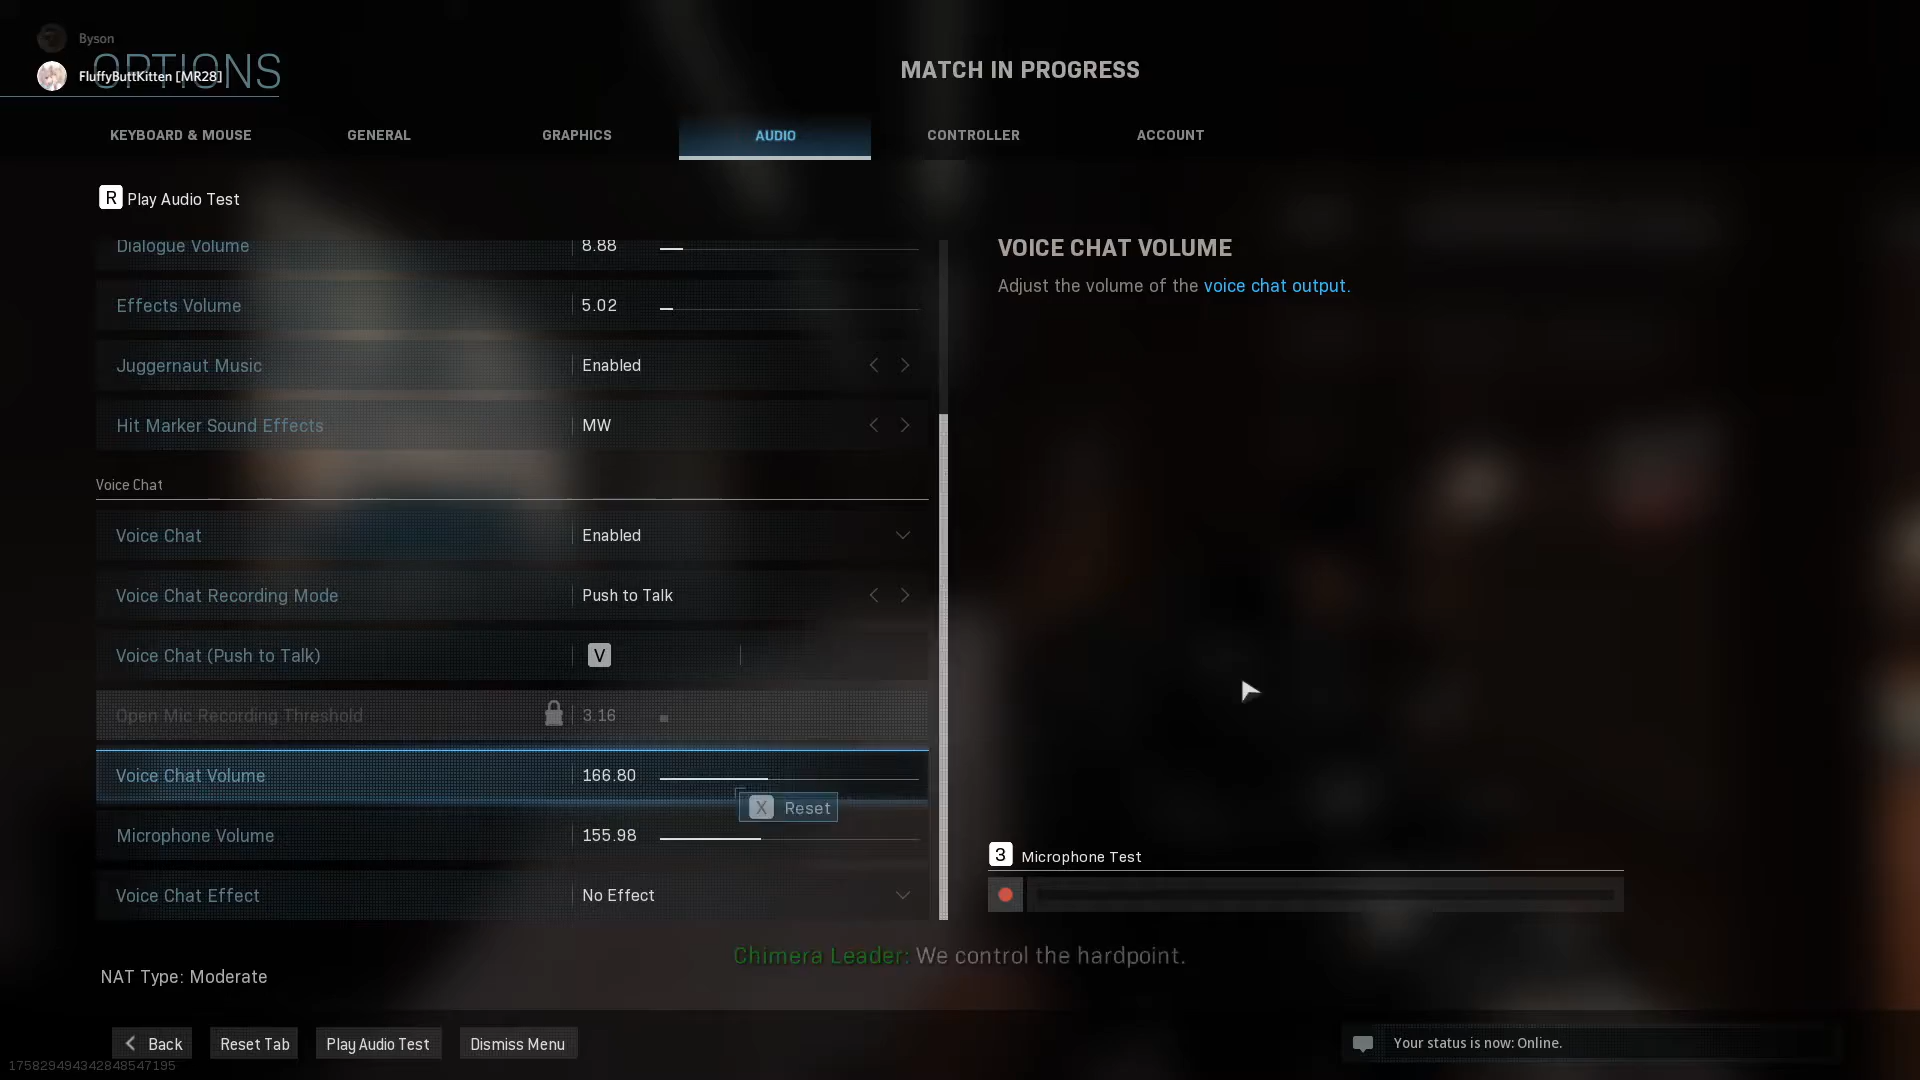 Byson
OPTIONS
FluffyButtKitten [MR28]
MATCH IN PROGRESS
KEYBOARD & MOUSE
GENERAL
GRAPHICS
AUDIO
CONTROLLER
ACCOUNT
R Play Audio Test
Dialogue Volume 8.88
Effects Volume 5.02
Juggernaut Music Enabled
Hit Marker Sound Effects MW
Voice Chat
Voice Chat Enabled
Voice Chat Recording Mode Push to Talk
Voice Chat (Push to Talk) V
Open Mic Recording Threshold 3.16
Voice Chat Volume 166.80
X Reset
Microphone Volume 155.98
Voice Chat Effect No Effect
VOICE CHAT VOLUME
Adjust the volume of the voice chat output.
3 Microphone Test
Chimera Leader: We control the hardpoint.
NAT Type: Moderate
Back
Reset Tab
Play Audio Test
Dismiss Menu
Your status is now: Online.
17582949434284854​7195